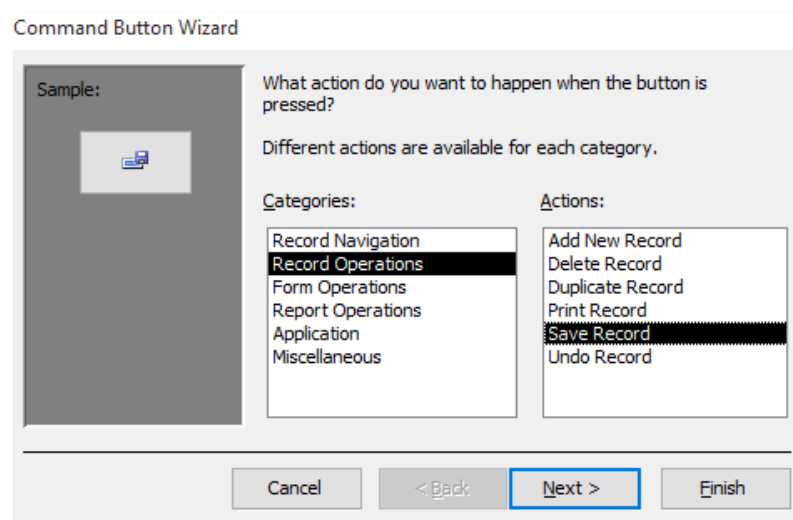 Command Button Wizard
Sample:
What action do you want to happen when the button is
pressed?
Different actions are available for each category.
Categories:
Actions:
Record Navigation
Record Operations
Form Operations
Report Operations
Application
Miscellaneous
Add New Record
Delete Record
Duplicate Record
Print Record
Save Record
Undo Record
Cancel
< Back
Next >
Finish